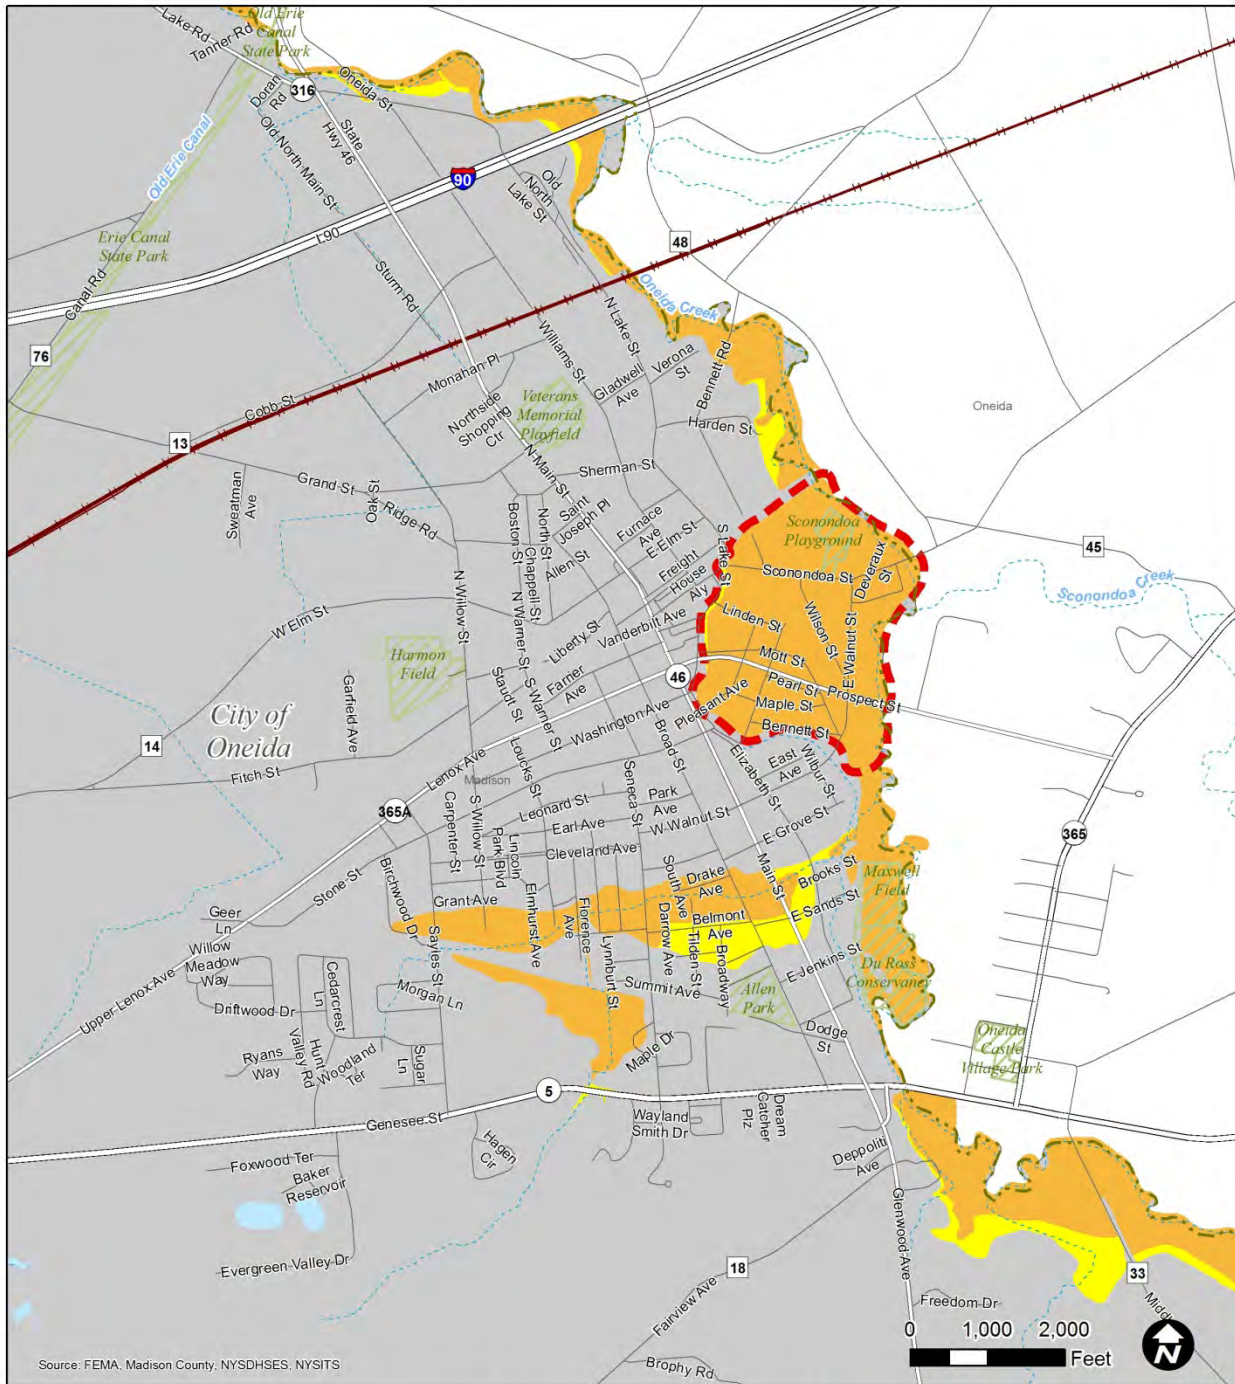 Old Erie
Canal
State Park
Lake Rd
Tanner Rd
Doran
Rd
316
Oneida St
State
Hwy 46
Old North Main St
Old Erie Canal
90
Old
North
Lake St
I-90
Erie Canal
State Park
Canal Rd
76
Sturm Rd
48
Oneida Creek
N Lake St
Williams St
Monahan Pl
Gladwell
Ave
Verona
St
Bennett Rd
Cobb St
13
Northside
Shopping
Ctr
Veterans
Memorial
Playfield
Harden St
Oneida
N Main St
Sherman St
Grand St
Oak St
Ridge Rd
Sweatman
Ave
Boston St
North St
Saint
Joseph Pl
Furnace
Ave
E Elm St
Chappell St
Allen St
Freight
House
Aly
S Lake St
Sconondoa
Playground
45
Sconondoa St
Deveraux
St
Sconondoa Creek
N Willow St
N Warner St
W Elm St
Liberty St
Vanderbilt Ave
Linden St
Wilson St
E Walnut St
Harmon
Field
Farner
Ave
Staudt St
S Warner St
46
Mott St
Pearl St
Prospect St
Pleasant Ave
Maple St
Bennett St
City of
Oneida
Garfield Ave
14
Fitch St
Washington Ave
Broad St
Lenox Ave
Madison
Loucks St
Elizabeth St
East
Ave
Wilbur St
Seneca St
Park
Ave
W Walnut St
E Grove St
365A
Carpenter St
S Willow St
Leonard St
Earl Ave
Cleveland Ave
Lincoln
Park Blvd
365
Stone St
Birchwood Dr
Grant Ave
Elmhurst Ave
Florence
Ave
South Ave
Drake
Ave
Main St
Brooks St
Maxwell
Field
Geer
Ln
Sayles St
Lynnburt St
Darrow Ave
Tilden St
Belmont
Ave
Broadway
E Sands St
Willow
Meadow
Way
Upper Lenox Ave
Driftwood Dr
Cedarcrest
Ln
Morgan Ln
Summit Ave
Allen
Park
E Jenkins St
Du Ross
Conservancy
Ryans
Way
Hunt
Valley Rd
Woodland
Ter
Sugar
Ln
Maple Dr
Dodge
St
Oneida
Castle
Village Park
5
Genesee St
Hagen
Cir
Wayland
Smith Dr
Dream
Catcher
Plz
Deppoliti
Ave
Foxwood Ter
Baker
Reservoir
Glenwood Ave
Evergreen Valley Dr
18
Fairview Ave
33
Middl
Freedom Dr
Brophy Rd
0 1,000 2,000
Feet
N
Source: FEMA, Madison County, NYSDHSES, NYSITS